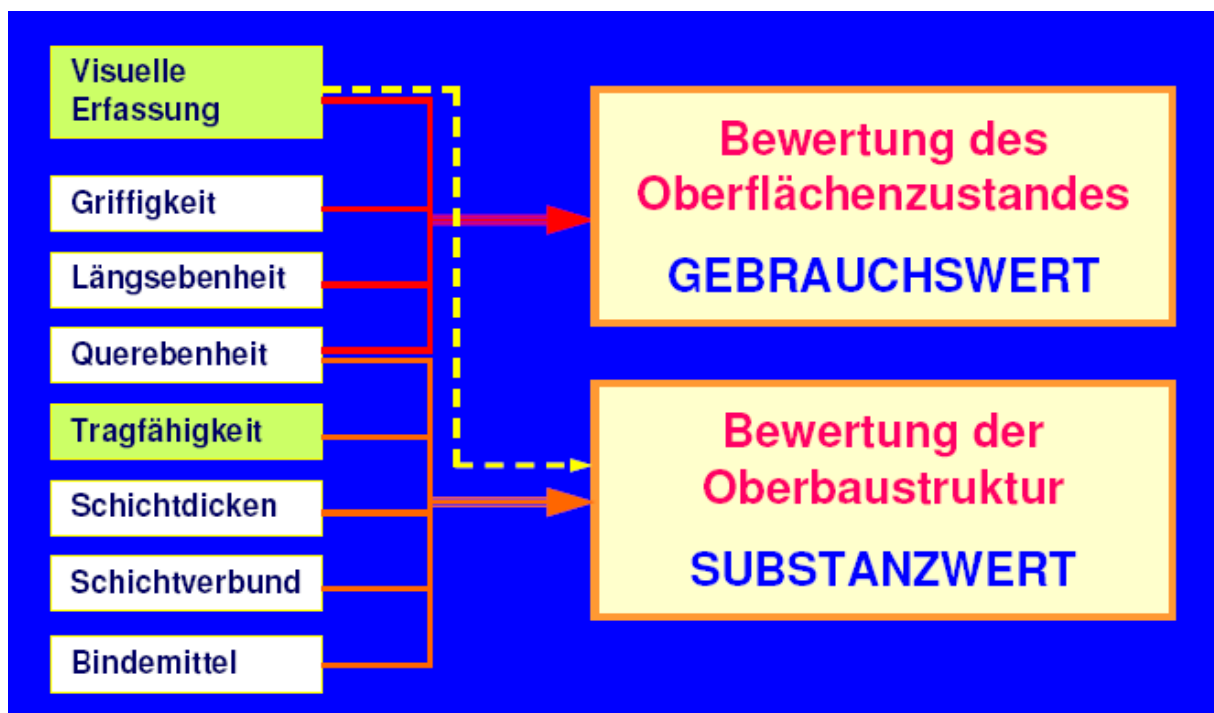 Visuelle
Erfassung
Griffigkeit
Längsebenheit
Querebenheit
Tragfähigkeit
Schichtdicken
Schichtverbund
Bindemittel
Bewertung des
Oberflächenzustandes
GEBRAUCHSWERT
Bewertung der
Oberbaustruktur
SUBSTANZWERT